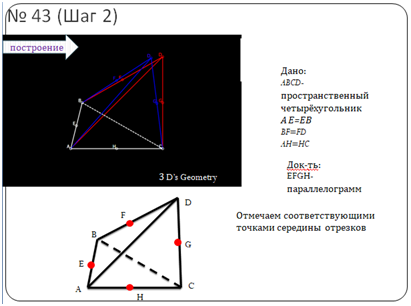 № 43 (Шаг 2)
построение
B
A
H
C
E
3 D's Geometry
Дано:
ABCD-
пространственный
четырёхугольник
AE=EB
BF=FD
AH=HC
Док-ть:
EFGH-
параллелограмм
Отмечаем соответствующими
точками середины отрезков
D
F
B
G
E
A
C
H